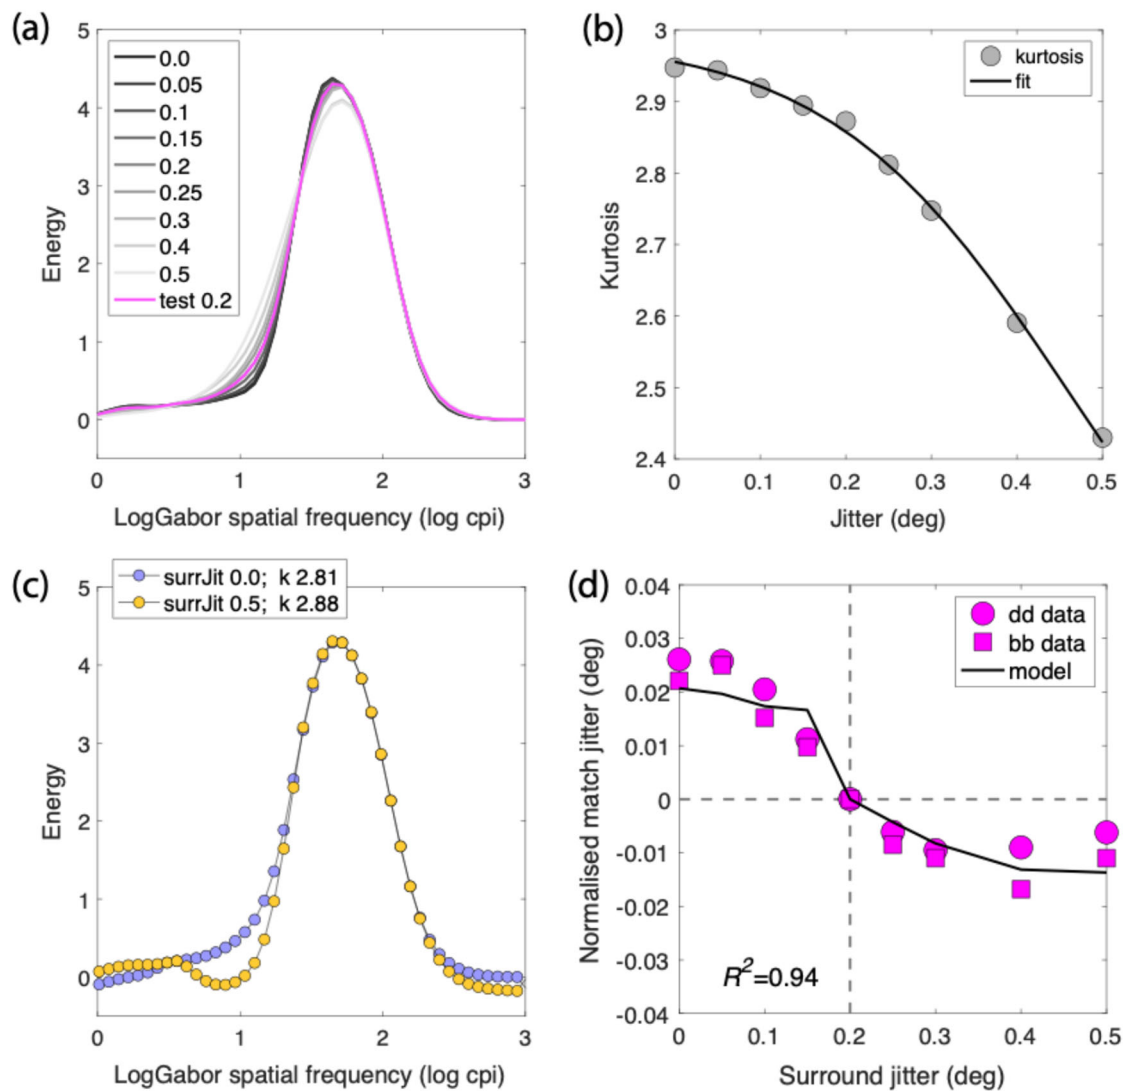 (a)
5
4
3
2
1
0
Energy
0.0
0.05
0.1
0.15
0.2
0.25
0.3
0.4
0.5
test 0.2
0 1 2 3
LogGabor spatial frequency (log cpi)
(b)
3
2.9
2.8
2.7
2.6
2.5
2.4
Kurtosis
kurtosis
fit
0 0.1 0.2 0.3 0.4 0.5
Jitter (deg)
(c)
surrJit 0.0; k 2.81
surrJit 0.5; k 2.88
5
4
3
2
1
0
Energy
0 1 2 3
LogGabor spatial frequency (log cpi)
(d)
0.04
0.03
0.02
0.01
0
-0.01
-0.02
-0.03
-0.04
Normalised match jitter (deg)
dd data
bb data
model
R²=0.94
0 0.1 0.2 0.3 0.4 0.5
Surround jitter (deg)